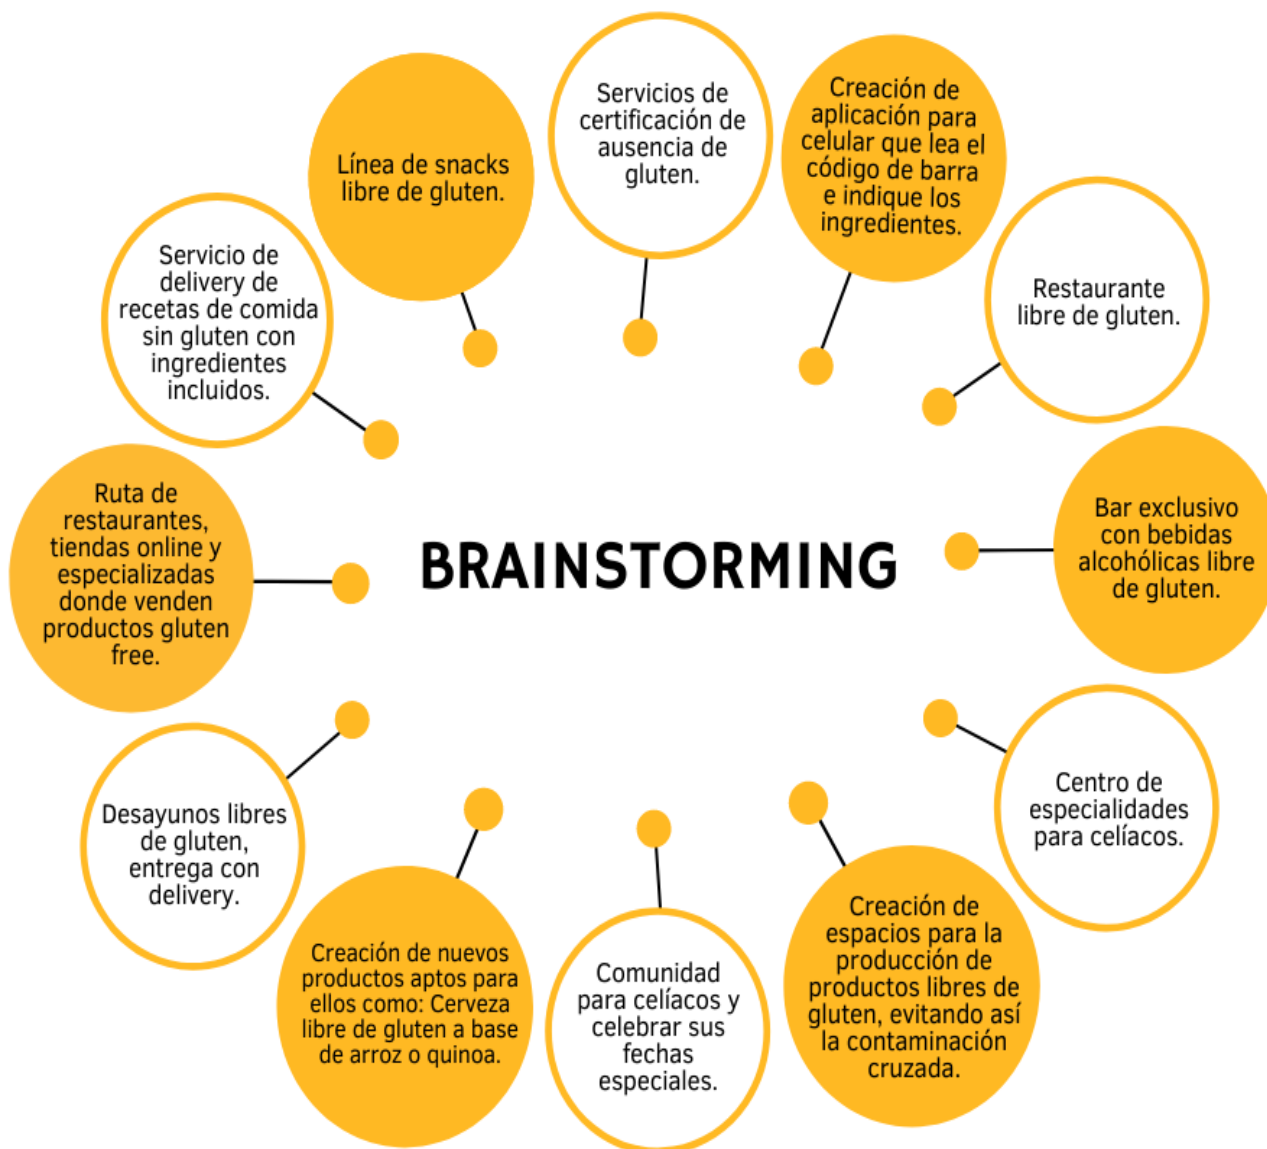 Servicios de
certificación de
ausencia de
gluten.
Creación de
aplicación para
celular que lea el
código de barra
e indique los
ingredientes.
Restaurante
libre de gluten.
Bar exclusivo
con bebidas
alcohólicas libre
de gluten.
Centro de
especialidades
para celíacos.
Creación de
espacios para la
producción de
productos libres de
gluten, evitando así
la contaminación
cruzada.
Comunidad
para celíacos y
celebrar sus
fechas
especiales.
Creación de nuevos
productos aptos para
ellos como: Cerveza
libre de gluten a base
de arroz o quinoa.
Desayunos libres
de gluten,
entrega con
delivery.
Ruta de
restaurantes,
tiendas online y
especializadas
donde venden
productos gluten
free.
Servicio de
delivery de
recetas de comida
sin gluten con
ingredientes
incluidos.
Línea de snacks
libre de gluten.
BRAINSTORMING